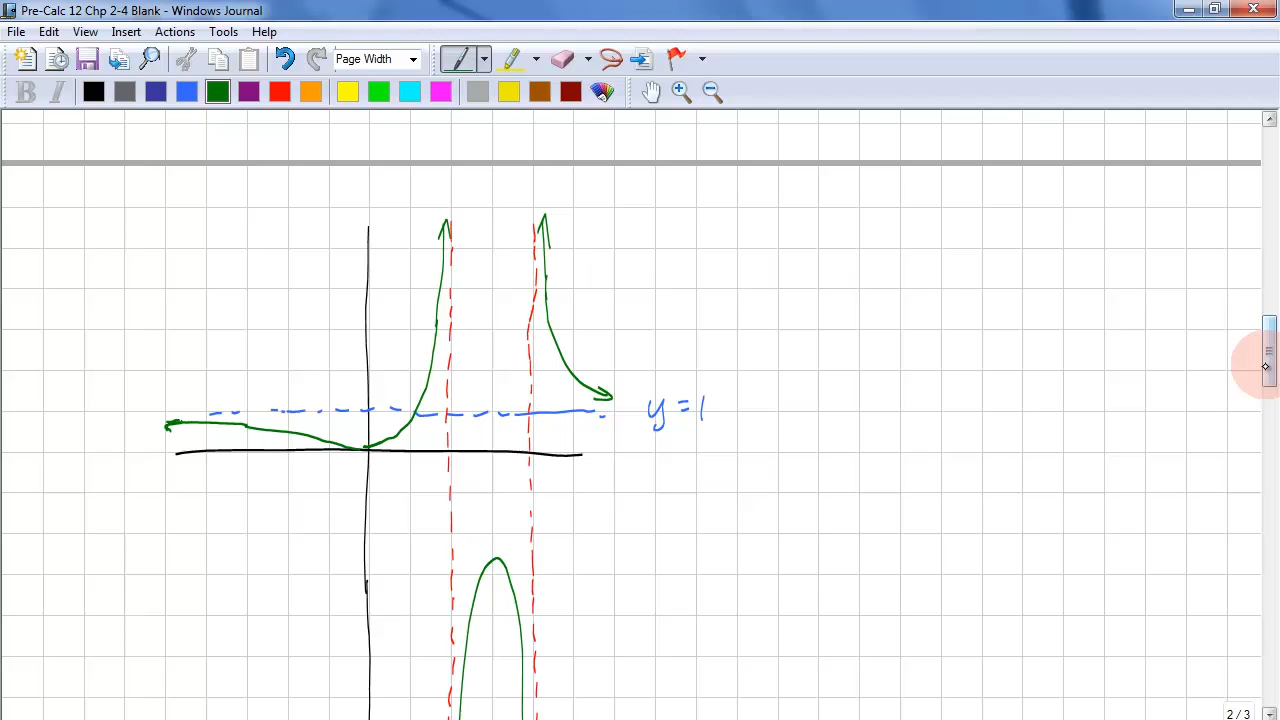 Pre-Calc 12 Chp 2-4 Blank - Windows Journal
File Edit View Insert Actions Tools Help
Page Width
B I
y = 1
2 / 3